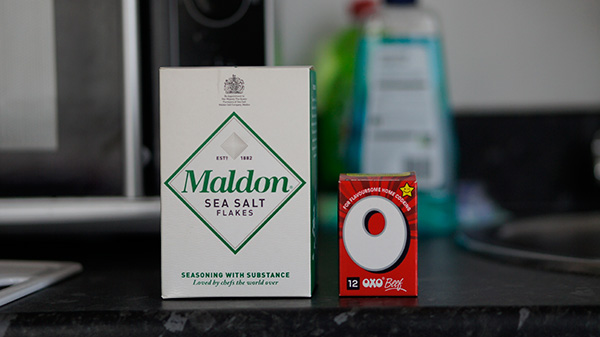 EST 1882
Maldon
SEA SALT
FLAKES
SEASONING WITH SUBSTANCE
Loved by chefs the world over
FOR FLAVOURSOME HOME COOKING
O
12 OXO Beef